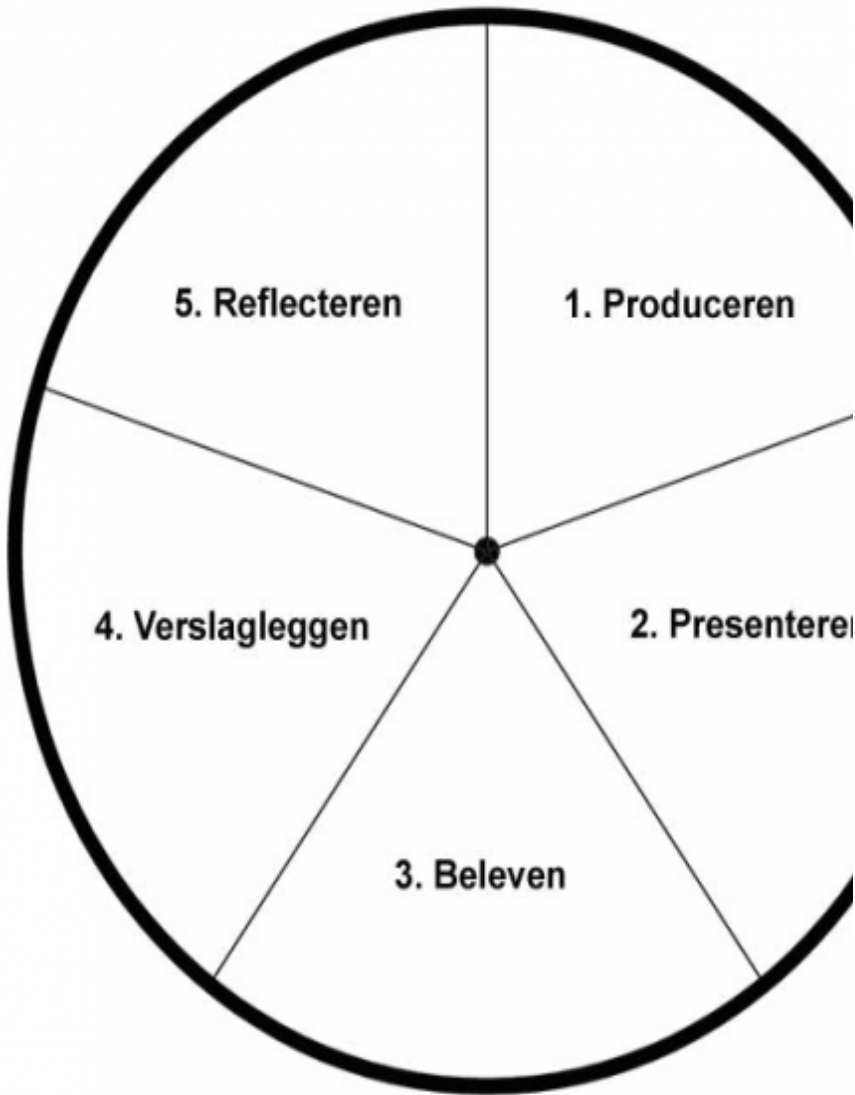 5. Reflecteren
1. Produceren
4. Verslagleggen
2. Presenteren
3. Beleven